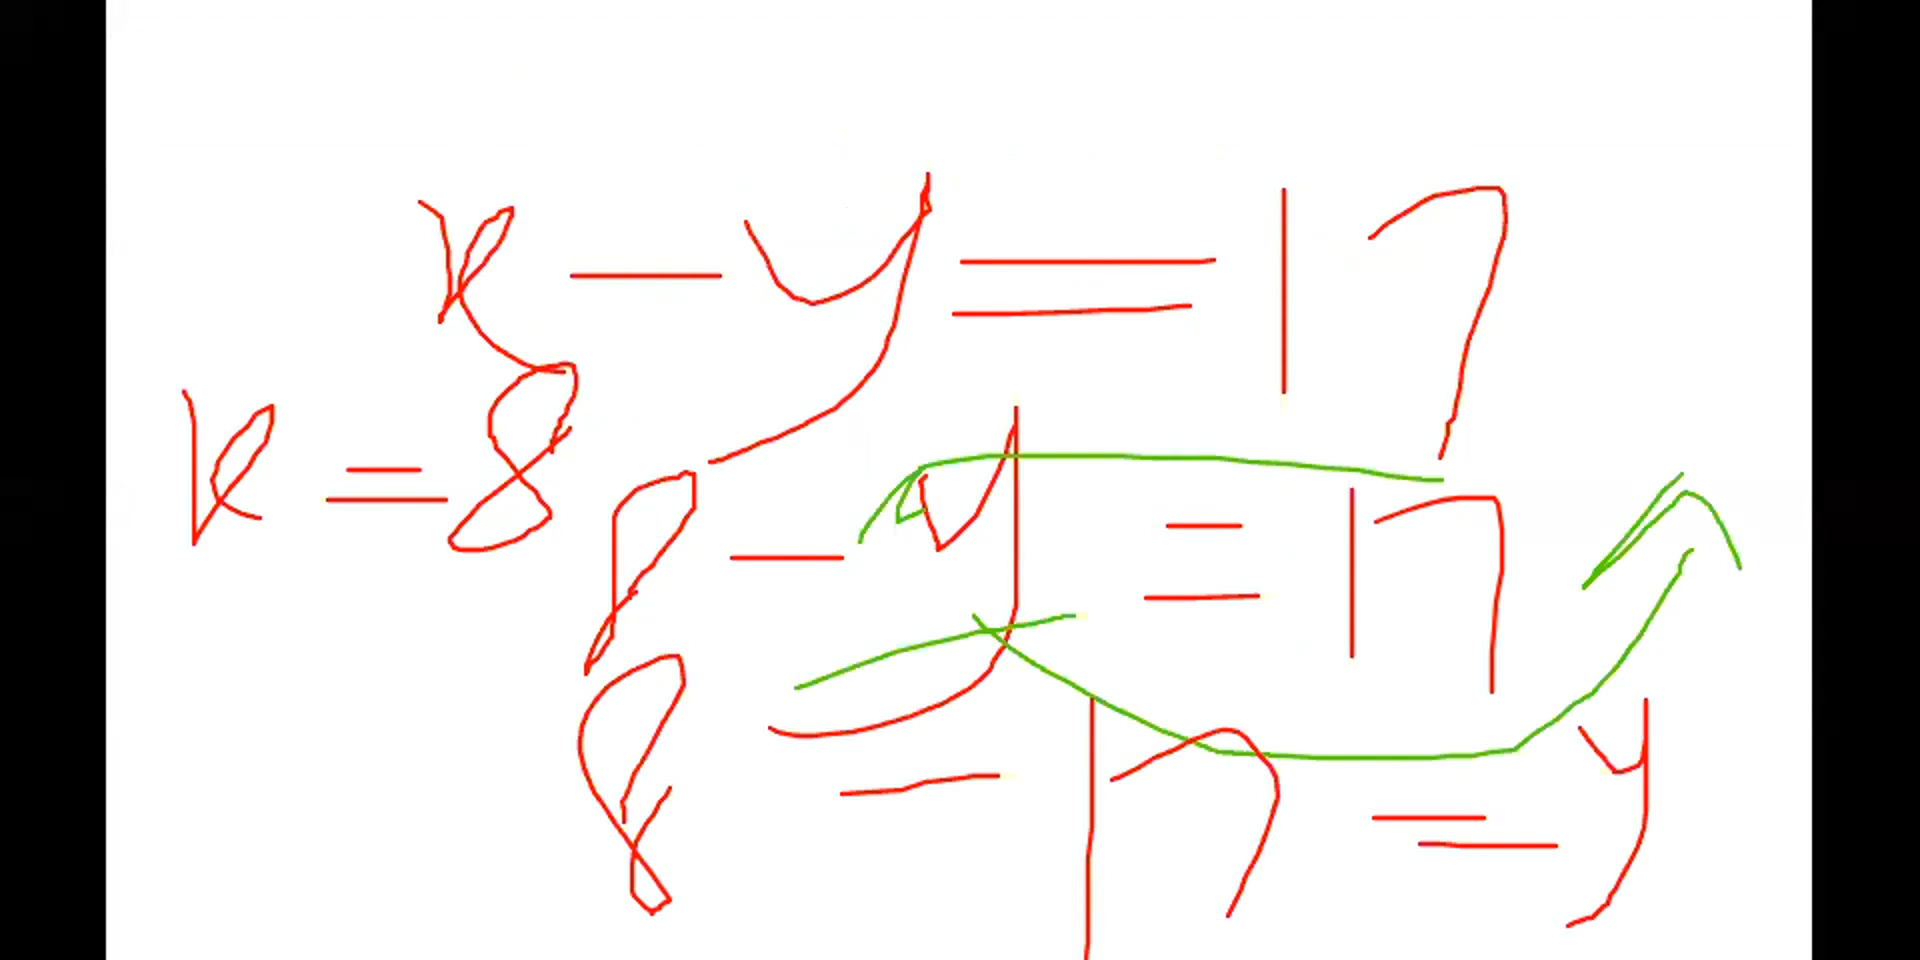 k - y = 17
k = 8
8 - y = 17
8 - 17 = y